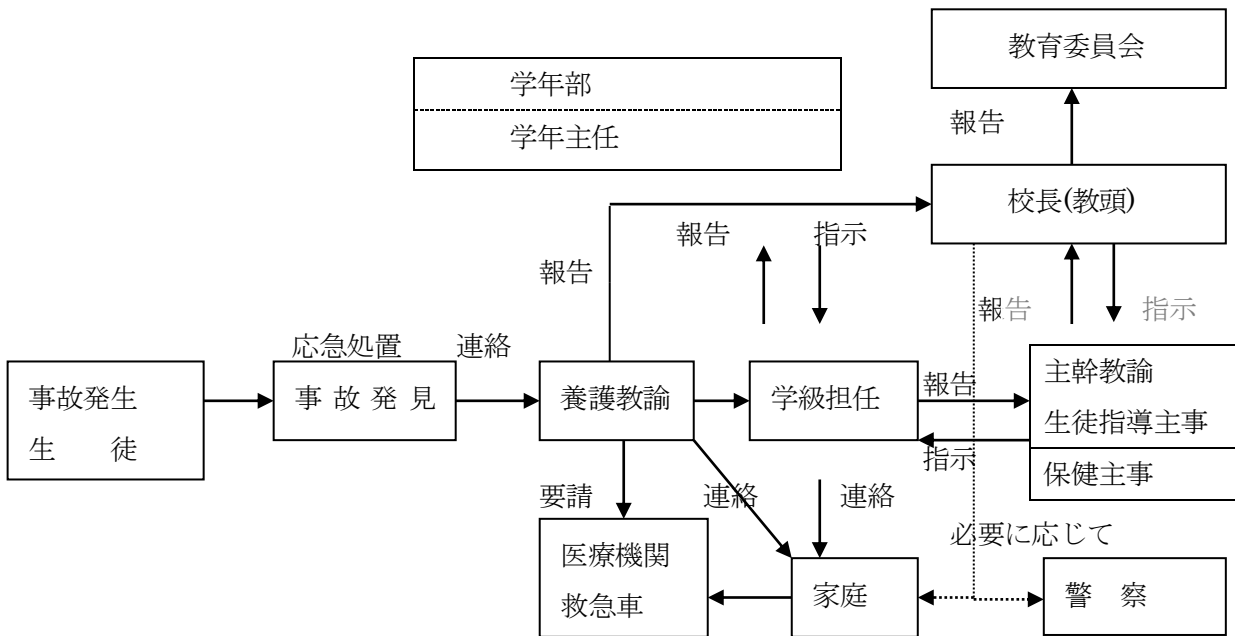 教育委員会
学年部
学年主任
報告
校長(教頭)
報告
指示
報告
報告
指示
応急処置
連絡
事故発生
生 徒
事 故 発 見
養護教諭
学級担任
報告
指示
主幹教諭
生徒指導主事
保健主事
要請
連絡
連絡
必要に応じて
医療機関
救急車
家庭
警 察